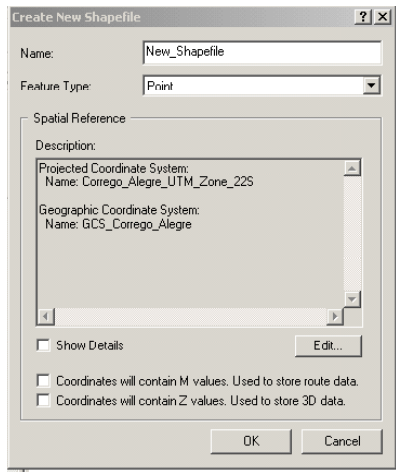 Create New Shapefile
Name: New_Shapefile
Feature Type: Point
Spatial Reference
Description:
Projected Coordinate System:
Name: Corrego_Alegre_UTM_Zone_22S
Geographic Coordinate System:
Name: GCS_Corrego_Alegre
Show Details Edit...
Coordinates will contain M values. Used to store route data.
Coordinates will contain Z values. Used to store 3D data.
OK Cancel